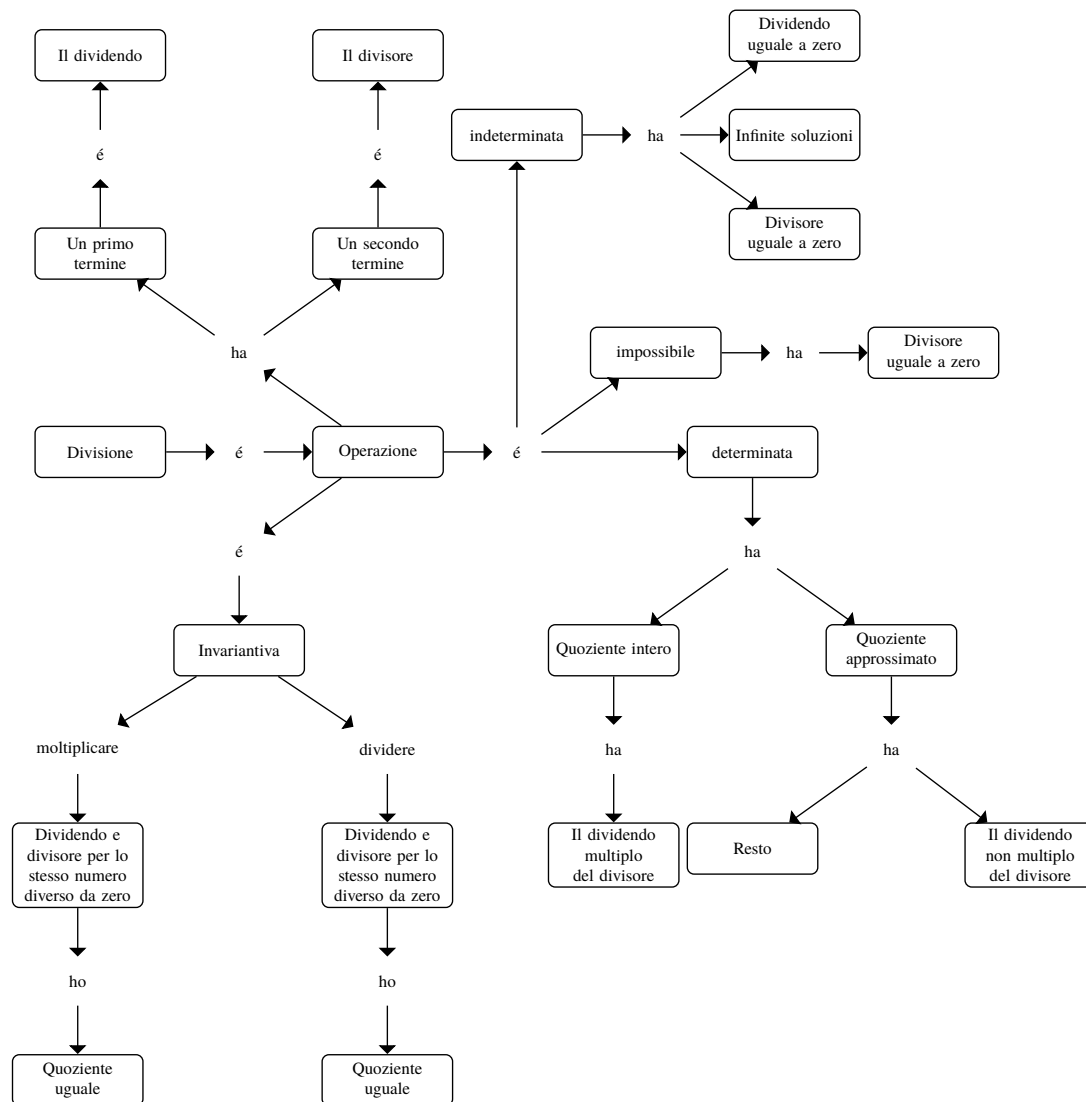 Il dividendo
Il divisore
Dividendo
uguale a zero
indeterminata
ha
Infinite soluzioni
é
é
Un primo
termine
Un secondo
termine
Divisore
uguale a zero
ha
impossibile
ha
Divisore
uguale a zero
Divisione
é
Operazione
é
determinata
é
ha
Invariantiva
Quoziente intero
Quoziente
approssimato
moltiplicare
dividere
ha
ha
Dividendo e
divisore per lo
stesso numero
diverso da zero
Dividendo e
divisore per lo
stesso numero
diverso da zero
Il dividendo
multiplo
del divisore
Resto
Il dividendo
non multiplo
del divisore
ho
ho
Quoziente
uguale
Quoziente
uguale